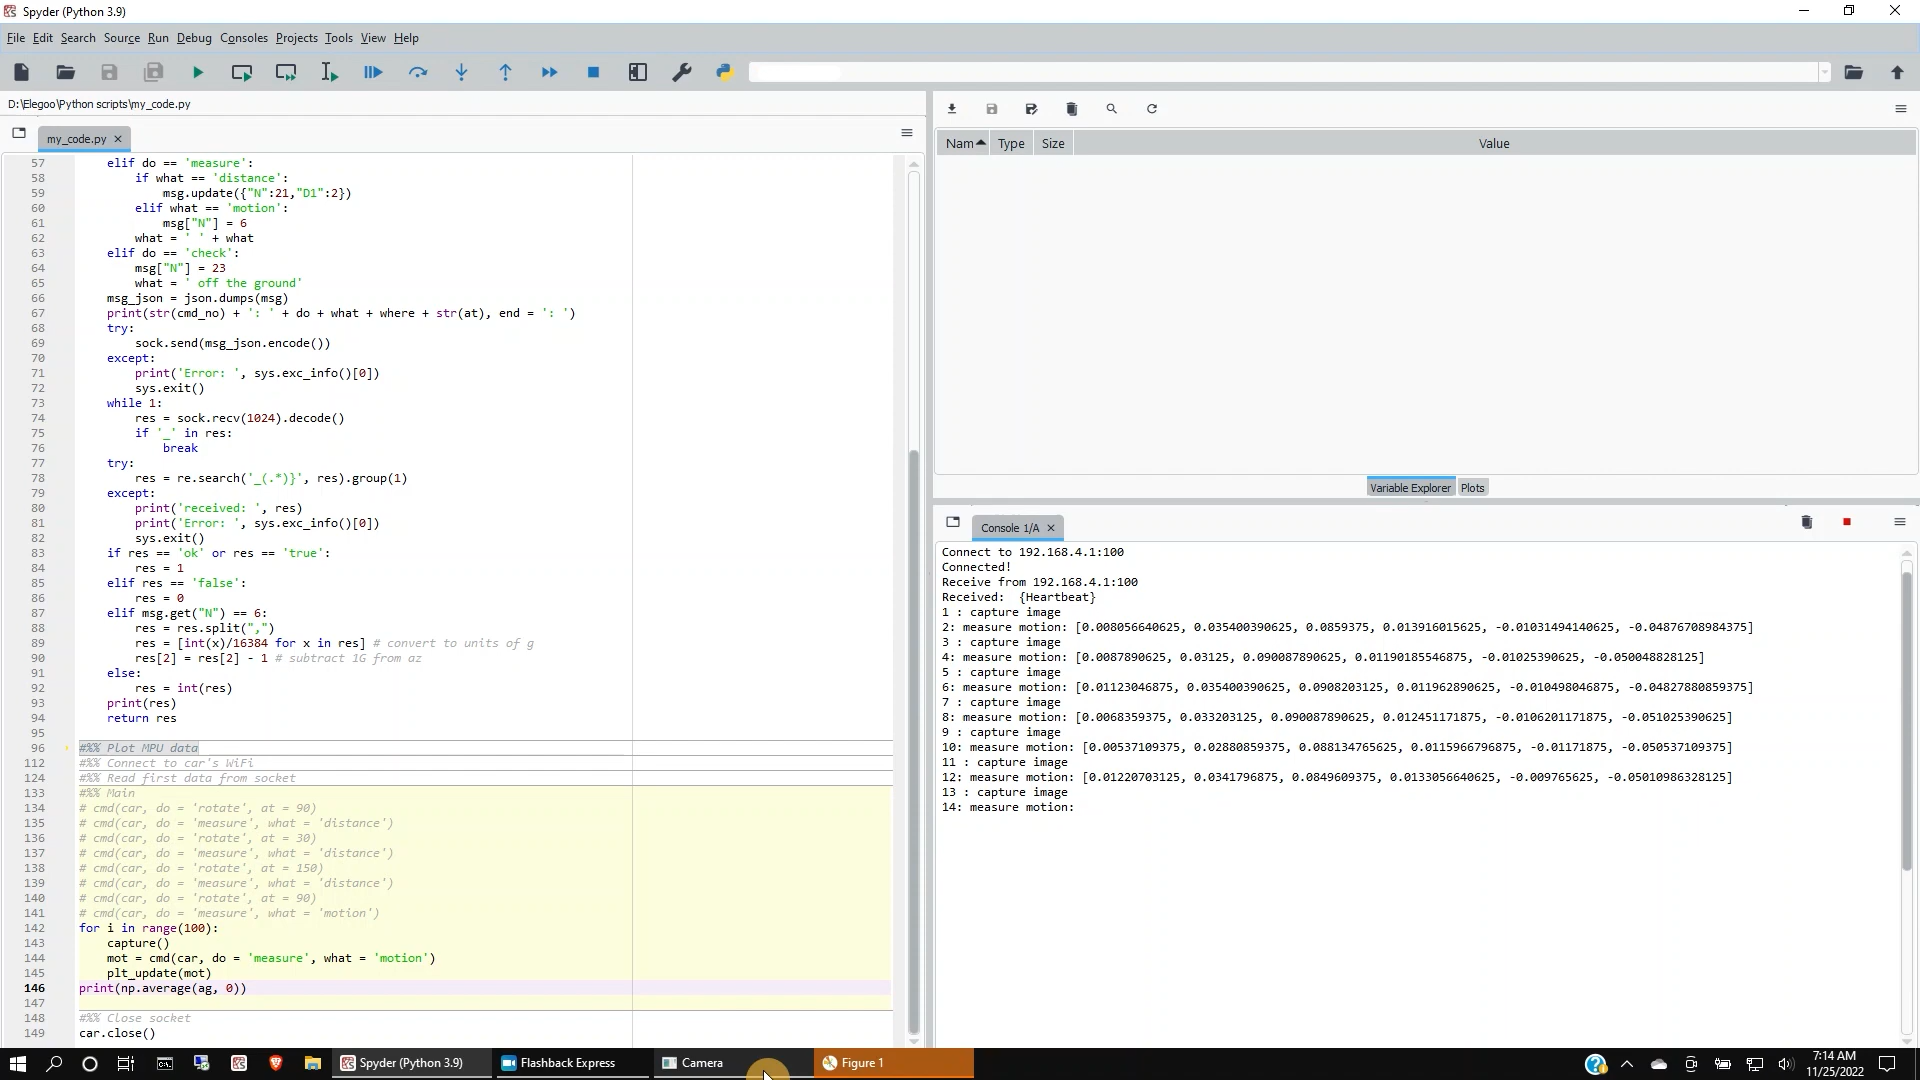 Spyder (Python 3.9)
File Edit Search Source Run Debug Consoles Projects Tools View Help
D:\Elegoo\Python scripts\my_code.py
my_code.py
57 elif do == 'measure':
58 if what == 'distance':
59 msg.update({"N":21,"D1":2})
60 elif what == 'motion':
61 msg["N"] = 6
62 what = ' ' + what
63 elif do == 'check':
64 msg["N"] = 23
65 what = ' off the ground'
66 msg_json = json.dumps(msg)
67 print(str(cmd_no) + ': ' + do + what + where + str(at), end = ': ')
68 try:
69 sock.send(msg_json.encode())
70 except:
71 print('Error: ', sys.exc_info()[0])
72 sys.exit()
73 while 1:
74 res = sock.recv(1024).decode()
75 if '_' in res:
76 break
77 try:
78 res = re.search('_(.*)}', res).group(1)
79 except:
80 print('received: ', res)
81 print('Error: ', sys.exc_info()[0])
82 sys.exit()
83 if res == 'ok' or res == 'true':
84 res = 1
85 elif res == 'false':
86 res = 0
87 elif msg.get("N") == 6:
88 res = res.split(",")
89 res = [int(x)/16384 for x in res] # convert to units of g
90 res[2] = res[2] - 1 # subtract 1G from az
91 else:
92 res = int(res)
93 print(res)
94 return res
95
96 #%% Plot MPU data
112 #%% Connect to car's WiFi
124 #%% Read first data from socket
133 #%% Main
134 # cmd(car, do = 'rotate', at = 90)
135 # cmd(car, do = 'measure', what = 'distance')
136 # cmd(car, do = 'rotate', at = 30)
137 # cmd(car, do = 'measure', what = 'distance')
138 # cmd(car, do = 'rotate', at = 150)
139 # cmd(car, do = 'measure', what = 'distance')
140 # cmd(car, do = 'rotate', at = 90)
141 # cmd(car, do = 'measure', what = 'motion')
142 for i in range(100):
143 capture()
144 mot = cmd(car, do = 'measure', what = 'motion')
145 plt_update(mot)
146 print(np.average(ag, 0))
147
148 #%% Close socket
149 car.close()
Nam Type Size Value
Variable Explorer Plots
Console 1/A
Connect to 192.168.4.1:100
Connected!
Receive from 192.168.4.1:100
Received:  {Heartbeat}
1 : capture image
2: measure motion: [0.008056640625, 0.035400390625, 0.0859375, 0.013916015625, -0.01031494140625, -0.04876708984375]
3 : capture image
4: measure motion: [0.0087890625, 0.03125, 0.090087890625, 0.01190185546875, -0.01025390625, -0.050048828125]
5 : capture image
6: measure motion: [0.01123046875, 0.035400390625, 0.0908203125, 0.011962890625, -0.010498046875, -0.04827880859375]
7 : capture image
8: measure motion: [0.0068359375, 0.033203125, 0.090087890625, 0.012451171875, -0.0106201171875, -0.051025390625]
9 : capture image
10: measure motion: [0.00537109375, 0.02880859375, 0.088134765625, 0.0115966796875, -0.01171875, -0.050537109375]
11 : capture image
12: measure motion: [0.01220703125, 0.0341796875, 0.0849609375, 0.0133056640625, -0.009765625, -0.05010986328125]
13 : capture image
14: measure motion:
Spyder (Python 3.9) Flashback Express Camera Figure 1
7:14 AM
11/25/2022